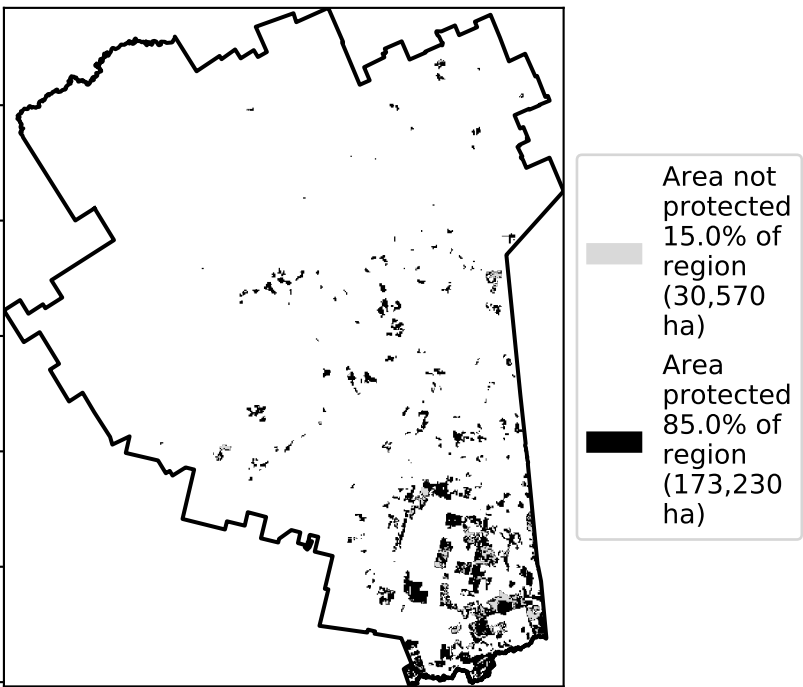 Area not
protected
15.0% of
region
(30,570
ha)
Area
protected
85.0% of
region
(173,230
ha)